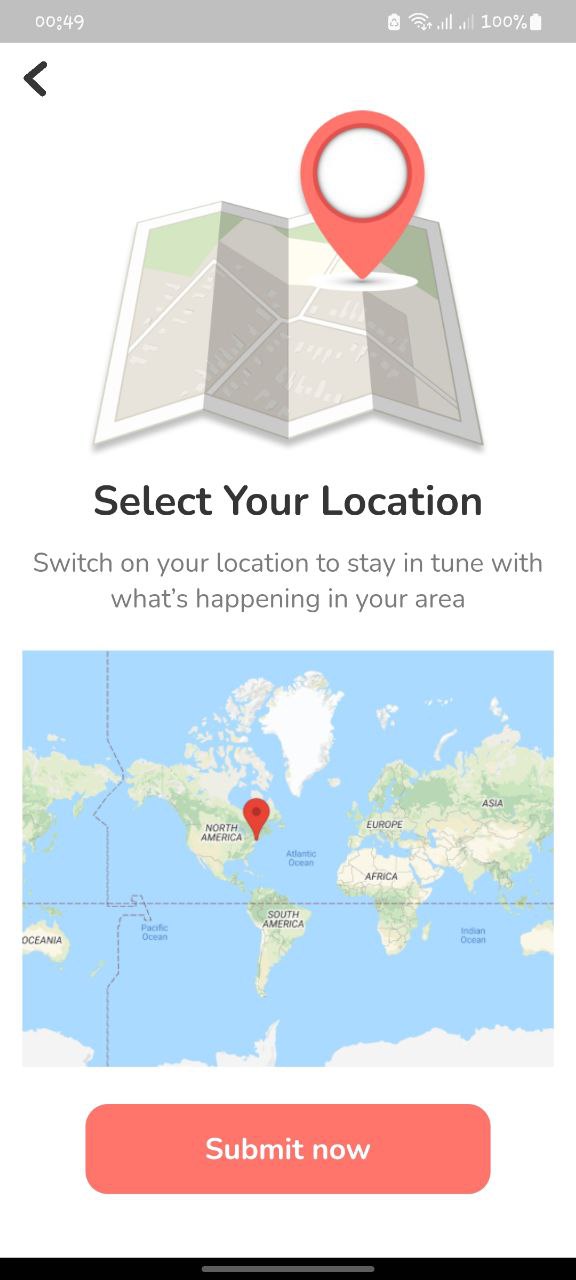 00:49 100%
Select Your Location
Switch on your location to stay in tune with
what's happening in your area
ASIA
NORTH
AMERICA
EUROPE
Atlantic
Ocean
AFRICA
SOUTH
AMERICA
Pacific
Ocean
Indian
Ocean
OCEANIA
Submit now